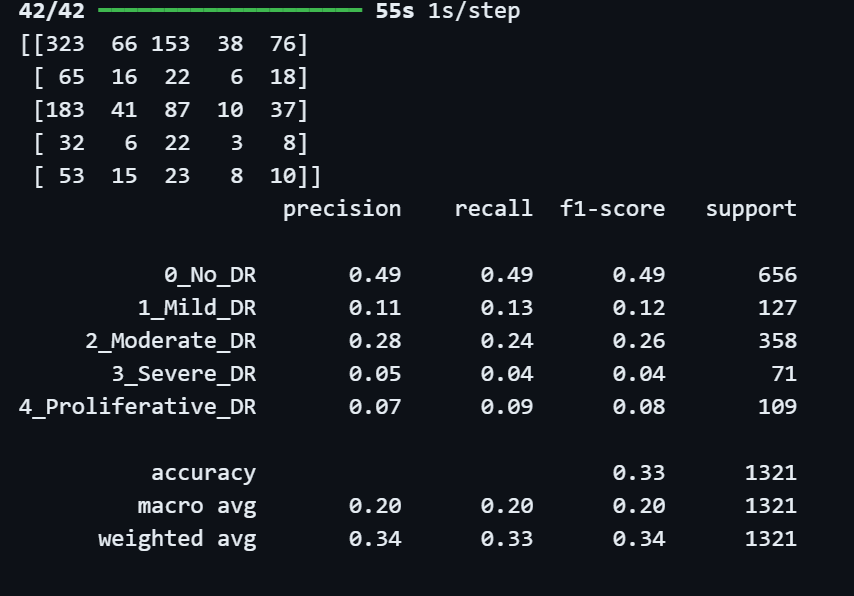 42/42 ━━━━━━━━━━━━━━━━━━━━ 55s 1s/step
[[323  66 153  38  76]
 [ 65  16  22   6  18]
 [183  41  87  10  37]
 [ 32   6  22   3   8]
 [ 53  15  23   8  10]]
                    precision    recall  f1-score   support
         0_No_DR       0.49      0.49      0.49       656
       1_Mild_DR       0.11      0.13      0.12       127
   2_Moderate_DR       0.28      0.24      0.26       358
     3_Severe_DR       0.05      0.04      0.04        71
4_Proliferative_DR       0.07      0.09      0.08       109
        accuracy                           0.33      1321
       macro avg       0.20      0.20      0.20      1321
    weighted avg       0.34      0.33      0.34      1321